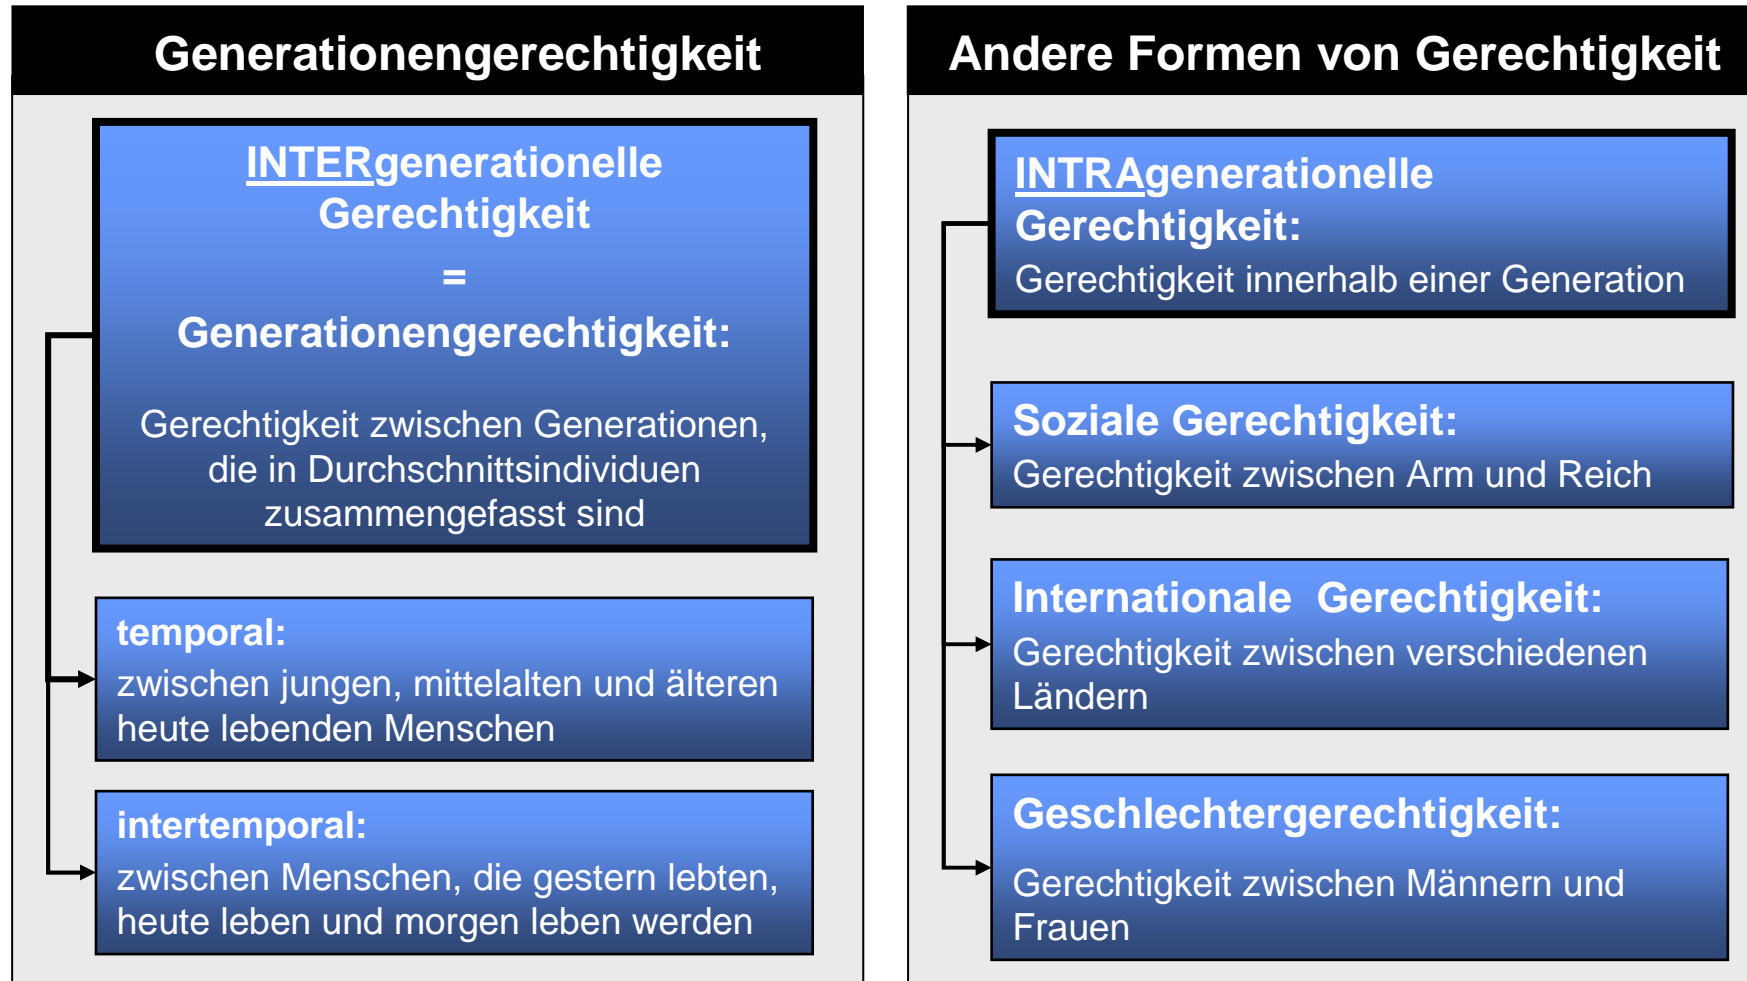 Generationengerechtigkeit
INTERgenerationelle
Gerechtigkeit
=
Generationengerechtigkeit:
Gerechtigkeit zwischen Generationen,
die in Durchschnittsindividuen
zusammengefasst sind
temporal:
zwischen jungen, mittelalten und älteren
heute lebenden Menschen
intertemporal:
zwischen Menschen, die gestern lebten,
heute leben und morgen leben werden
Andere Formen von Gerechtigkeit
INTRAgenerationelle
Gerechtigkeit:
Gerechtigkeit innerhalb einer Generation
Soziale Gerechtigkeit:
Gerechtigkeit zwischen Arm und Reich
Internationale  Gerechtigkeit:
Gerechtigkeit zwischen verschiedenen
Ländern
Geschlechtergerechtigkeit:
Gerechtigkeit zwischen Männern und
Frauen